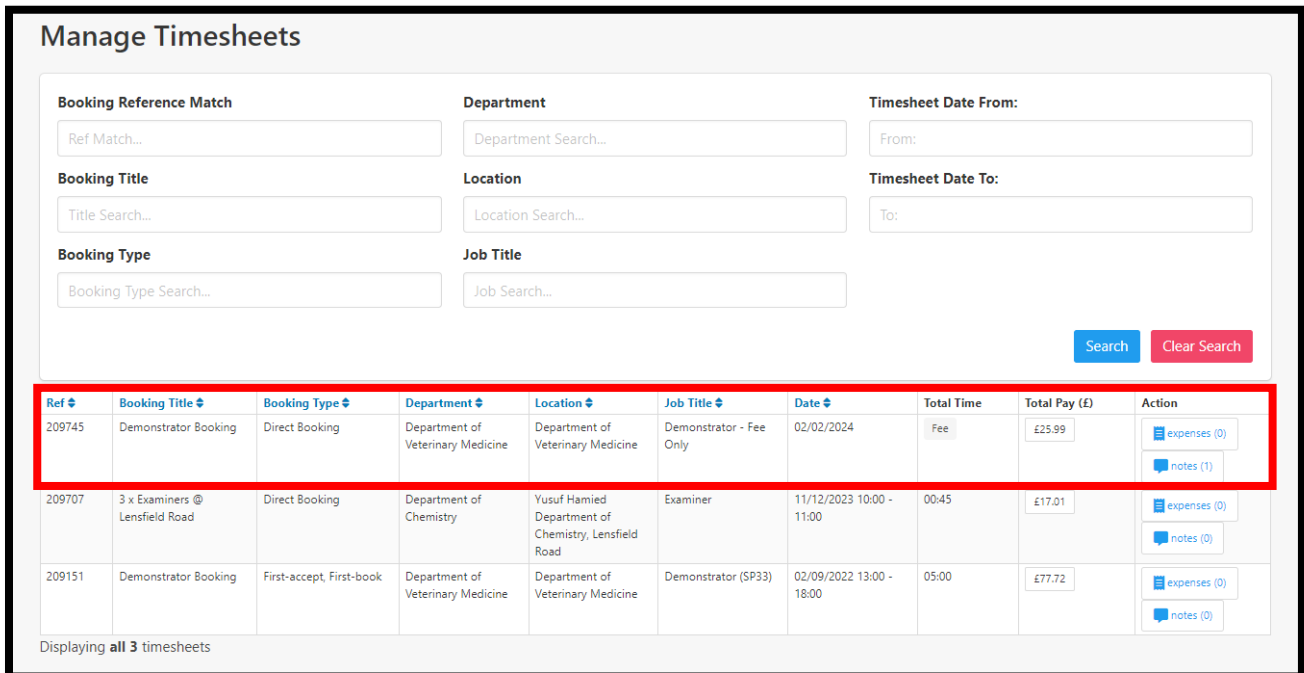 Manage Timesheets
Booking Reference Match
Ref Match...
Department
Department Search...
Timesheet Date From:
From:
Booking Title
Title Search...
Location
Location Search...
Timesheet Date To:
To:
Booking Type
Booking Type Search...
Job Title
Job Search...
Search Clear Search
Ref Booking Title Booking Type Department Location Job Title Date Total Time Total Pay (£) Action
209745 Demonstrator Booking Direct Booking Department of Department of Demonstrator - Fee 02/02/2024 Fee £25.99 expenses (0)
Veterinary Medicine Veterinary Medicine Only
notes (1)
209707 3 x Examiners @ Direct Booking Department of Yusuf Hamied Examiner 11/12/2023 10:00 - 00:45 £17.01 expenses (0)
Lensfield Road Chemistry Department of 11:00
Chemistry, Lensfield notes (0)
Road
209151 Demonstrator Booking First-accept, First-book Department of Department of Demonstrator (SP33) 02/09/2022 13:00 - 05:00 £77.72 expenses (0)
Veterinary Medicine Veterinary Medicine 18:00
notes (0)
Displaying all 3 timesheets